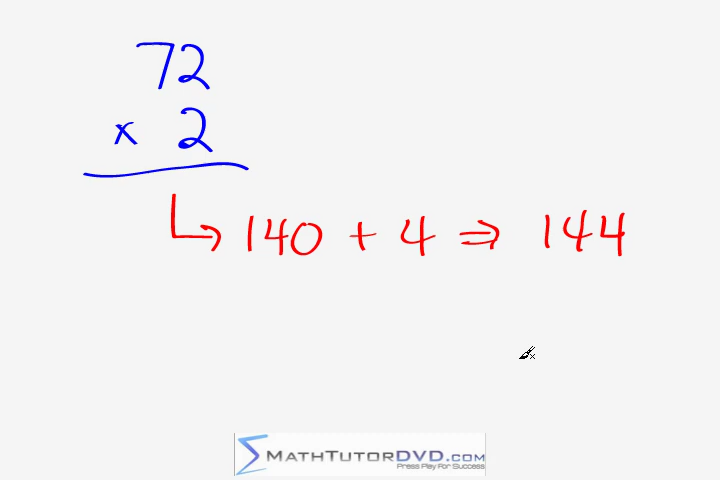 72
x 2
↳ 140 + 4 ⇒ 144
MATHTUTORDVD.COM
Press Play For Success